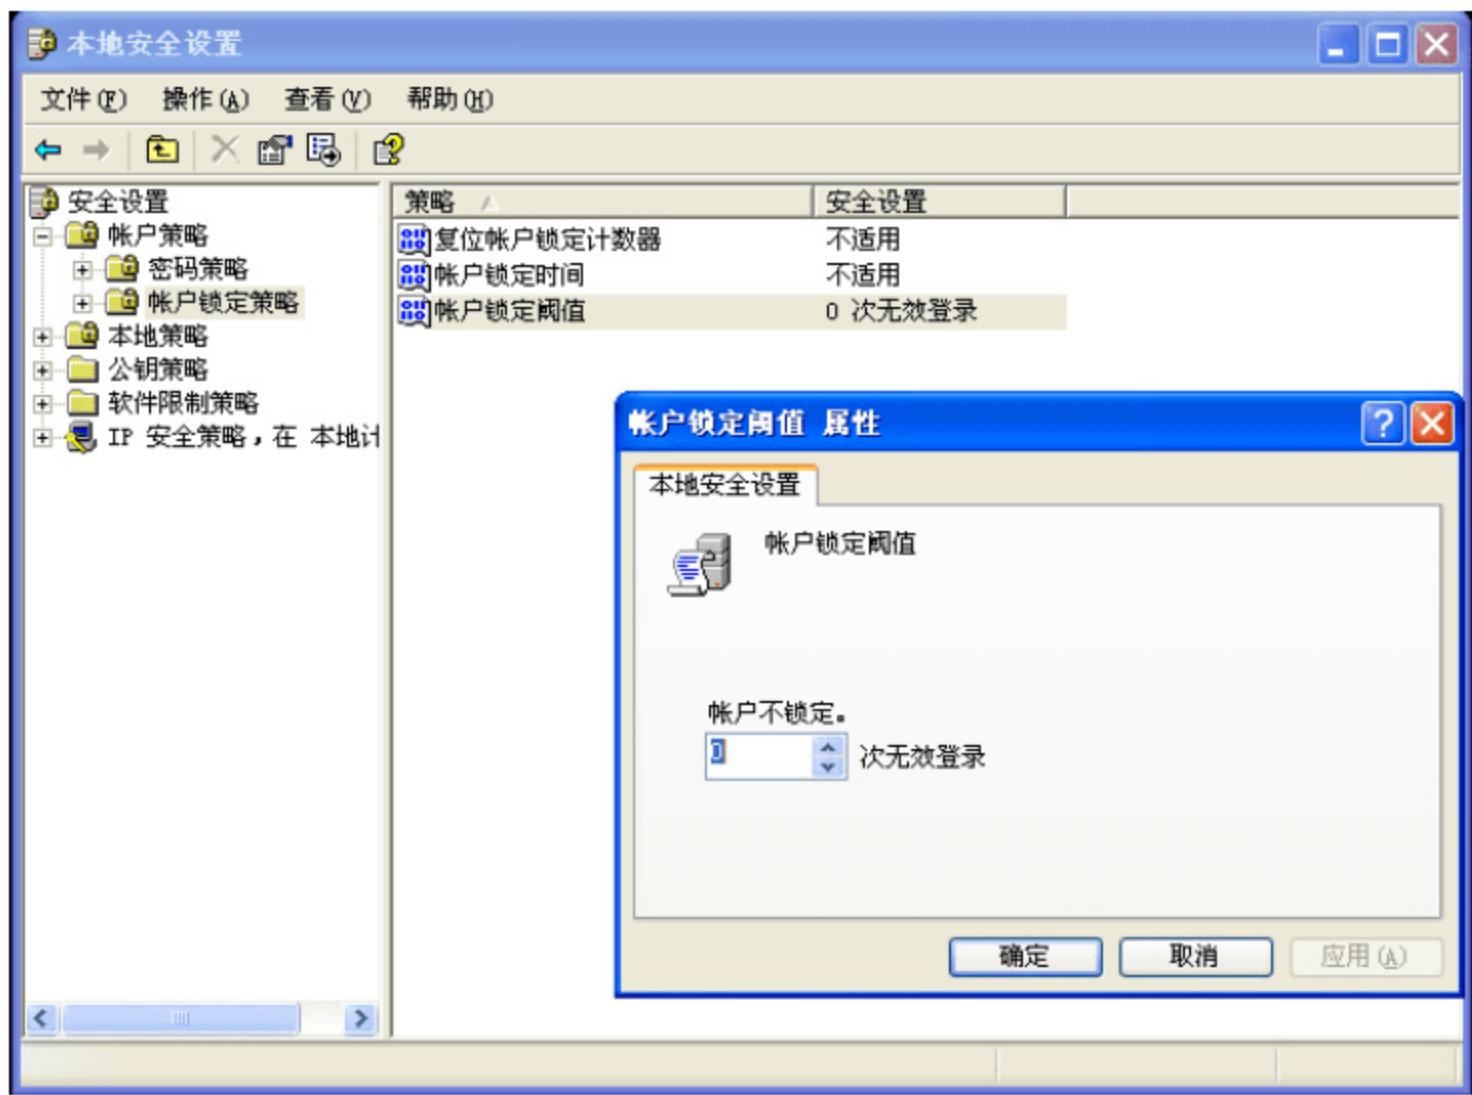 本地安全设置
文件(F) 操作(A) 查看(V) 帮助(H)
安全设置
帐户策略
密码策略
帐户锁定策略
本地策略
公钥策略
软件限制策略
IP 安全策略，在 本地计
策略 安全设置
复位帐户锁定计数器 不适用
帐户锁定时间 不适用
帐户锁定阈值 0 次无效登录
帐户锁定阈值 属性
本地安全设置
帐户锁定阈值
帐户不锁定。
0 次无效登录
确定 取消 应用(A)